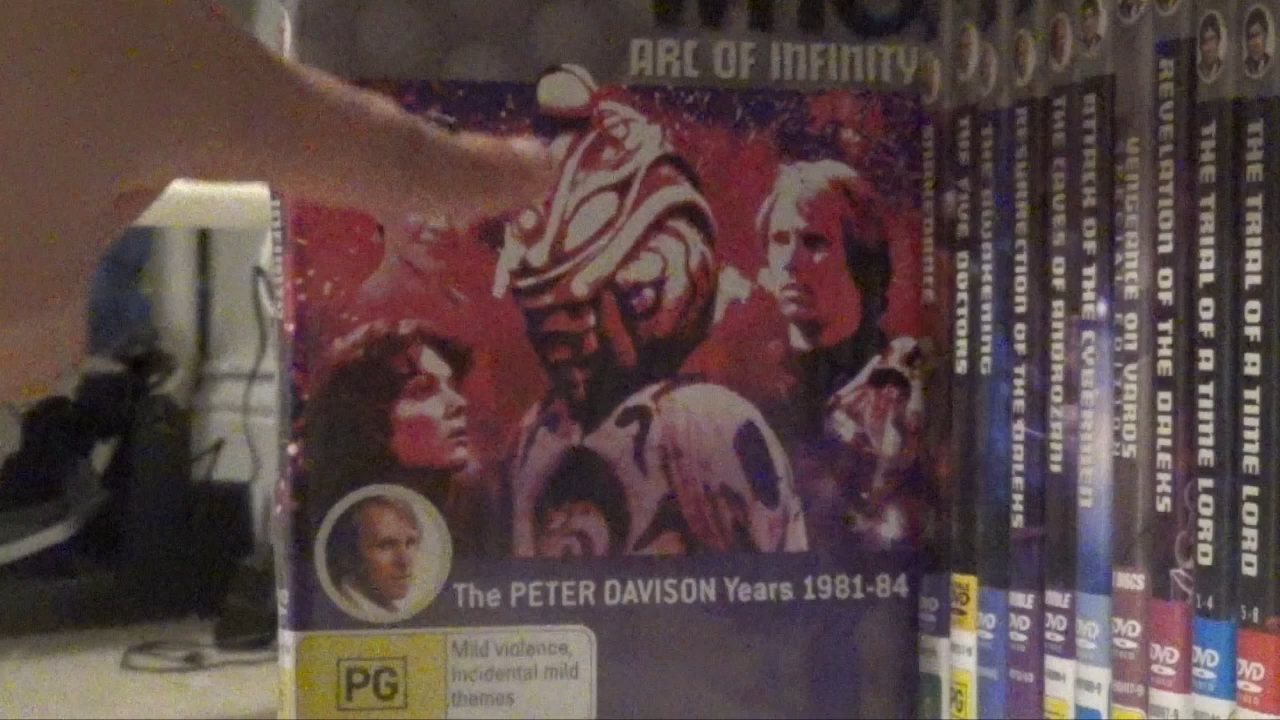 ARC OF INFINITY
The PETER DAVISON Years 1981-84
PG
Mild violence,
Incidental mild
themes
THE FIVE DOCTORS
THE AWAKENING
RESURRECTION OF THE DALEKS
THE CAVES OF ANDROZANI
ATTACK OF THE CYBERMEN
VENGEANCE ON VAROS
REVELATION OF THE DALEKS
THE TRIAL OF A TIME LORD
THE TRIAL OF A TIME LORD
1-4
5-8
DISCS
DVD
DVD
DVD
DVD
DVD
DVD
DVD
DVD
PG